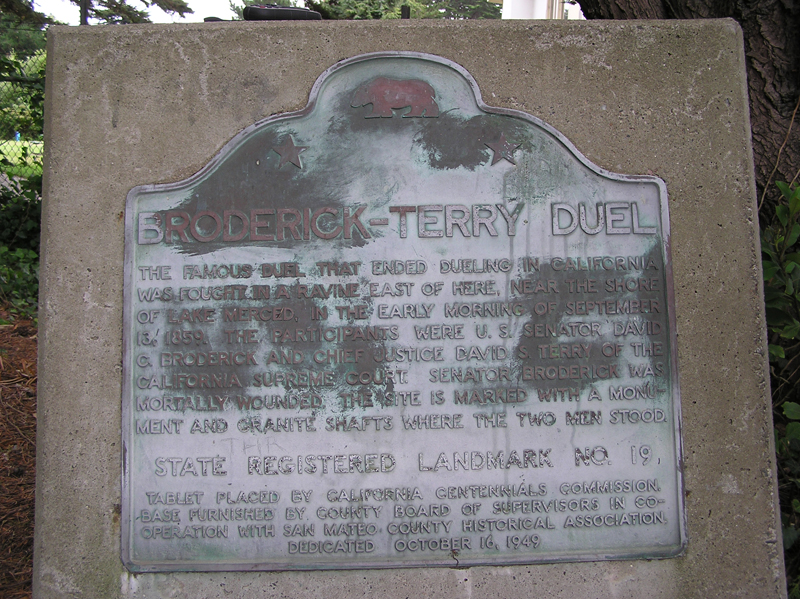 BRODERICK-TERRY DUEL
THE FAMOUS DUEL THAT ENDED DUELING IN CALIFORNIA
WAS FOUGHT IN A RAVINE EAST OF HERE, NEAR THE SHORE
OF LAKE MERCED, IN THE EARLY MORNING OF SEPTEMBER
13, 1859. THE PARTICIPANTS WERE U. S. SENATOR DAVID
C. BRODERICK AND CHIEF JUSTICE DAVID S. TERRY OF THE
CALIFORNIA SUPREME COURT. SENATOR BRODERICK WAS
MORTALLY WOUNDED. THE SITE IS MARKED WITH A MONU-
MENT AND GRANITE SHAFTS WHERE THE TWO MEN STOOD.
STATE REGISTERED LANDMARK NO. 19.
TABLET PLACED BY CALIFORNIA CENTENNIALS COMMISSION.
BASE FURNISHED BY COUNTY BOARD OF SUPERVISORS IN CO-
OPERATION WITH SAN MATEO COUNTY HISTORICAL ASSOCIATION.
DEDICATED OCTOBER 16, 1949